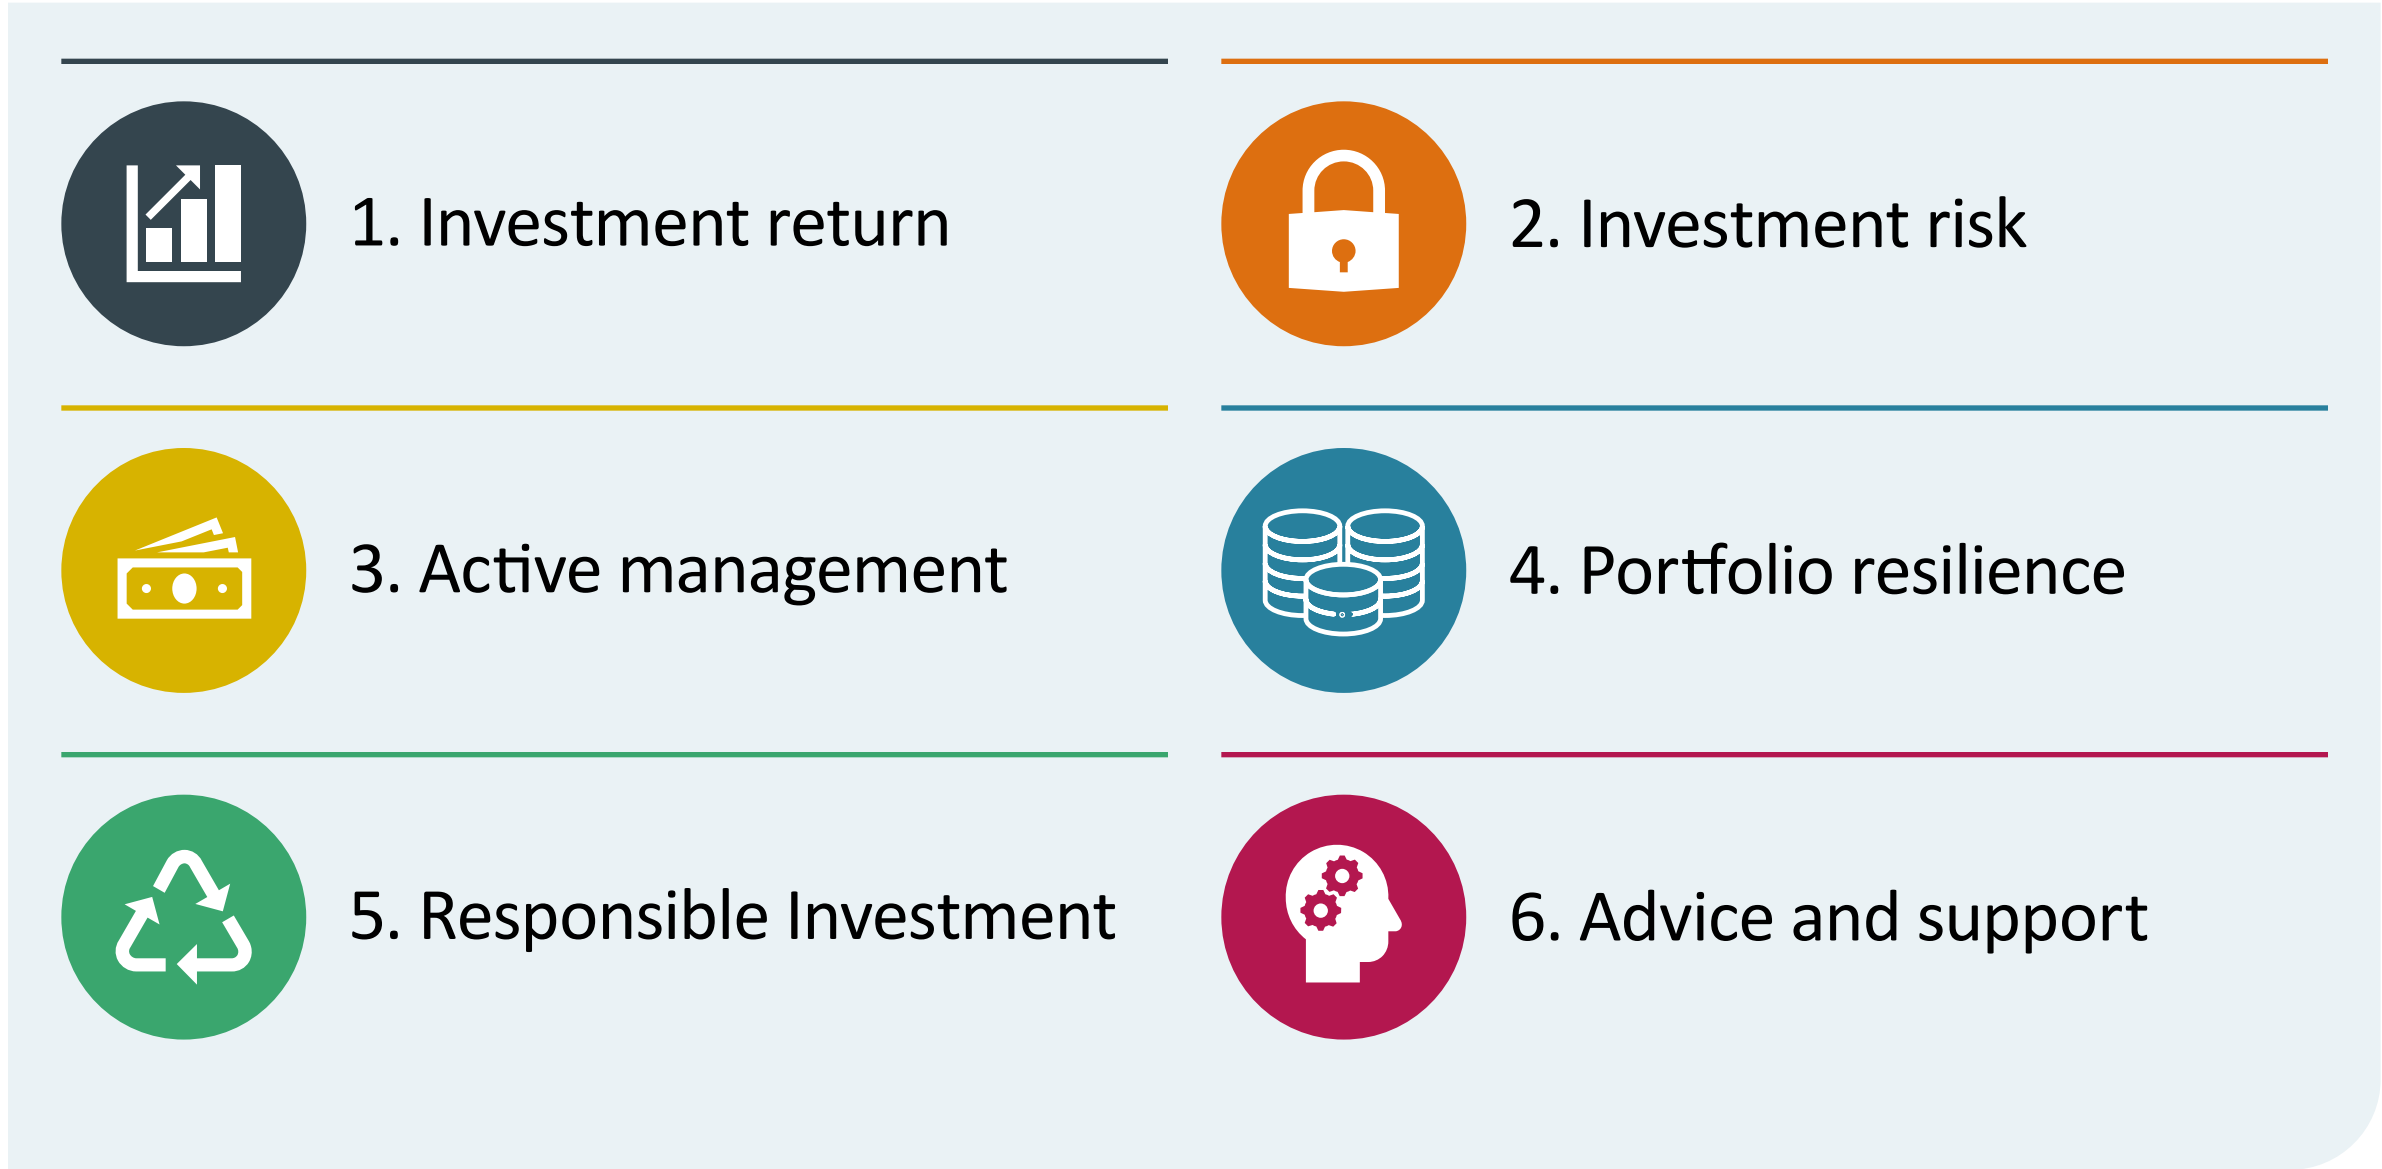 1. Investment return
2. Investment risk
3. Active management
4. Portfolio resilience
5. Responsible Investment
6. Advice and support